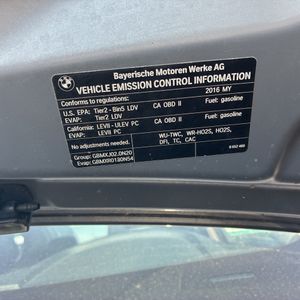 BMW
Bayerische Motoren Werke AG
VEHICLE EMISSION CONTROL INFORMATION
Conforms to regulations: 2016 MY
U.S. EPA: Tier2 - Bin5 LDV CA OBD II Fuel: gasoline
EVAP: Tier2 LDV
California: LEVII - ULEV PC CA OBD II Fuel: gasoline
EVAP: LEVII PC
No adjustments needed. WU-TWC, WR-HO2S, HO2S,
DFI, TC, CAC
Group: GBMXJ02.0N20
Evap: GBMXR0130N54